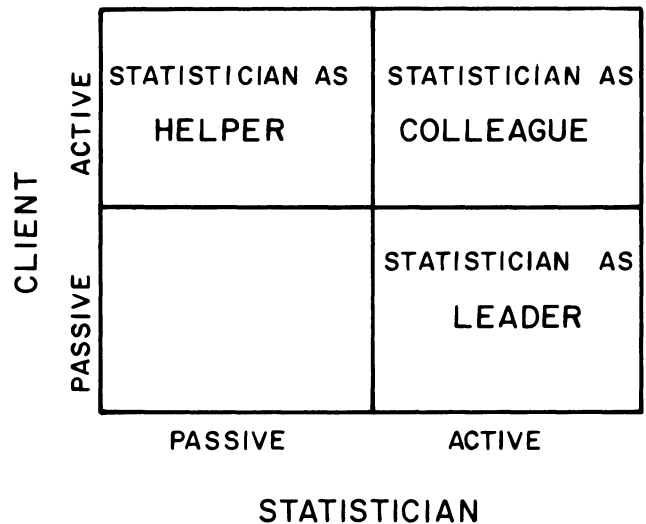 STATISTICIAN AS
HELPER
STATISTICIAN AS
COLLEAGUE
STATISTICIAN AS
LEADER
CLIENT
ACTIVE
PASSIVE
PASSIVE
ACTIVE
STATISTICIAN